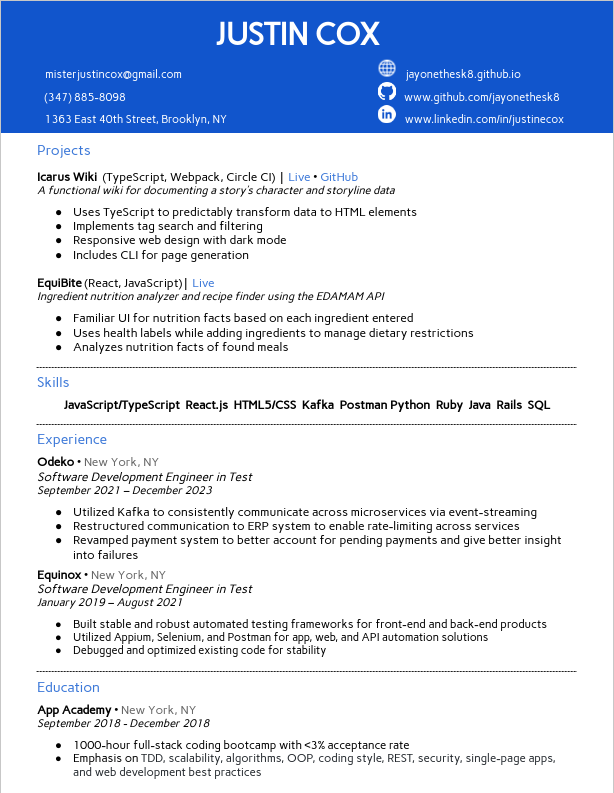 JUSTIN COX
misterjustincox@gmail.com
jayonethesk8.github.io
(347) 885-8098
www.github.com/jayonethesk8
1363 East 40th Street, Brooklyn, NY
www.linkedin.com/in/justinecox
Projects
Icarus Wiki (TypeScript, Webpack, Circle CI) | Live • GitHub
A functional wiki for documenting a story's character and storyline data
● Uses TyeScript to predictably transform data to HTML elements
● Implements tag search and filtering
● Responsive web design with dark mode
● Includes CLI for page generation
EquiBite (React, JavaScript)| Live
Ingredient nutrition analyzer and recipe finder using the EDAMAM API
● Familiar UI for nutrition facts based on each ingredient entered
● Uses health labels while adding ingredients to manage dietary restrictions
● Analyzes nutrition facts of found meals
Skills
JavaScript/TypeScript React.js HTML5/CSS Kafka Postman Python Ruby Java Rails SQL
Experience
Odeko • New York, NY
Software Development Engineer in Test
September 2021 – December 2023
● Utilized Kafka to consistently communicate across microservices via event-streaming
● Restructured communication to ERP system to enable rate-limiting across services
● Revamped payment system to better account for pending payments and give better insight
into failures
Equinox • New York, NY
Software Development Engineer in Test
January 2019 – August 2021
● Built stable and robust automated testing frameworks for front-end and back-end products
● Utilized Appium, Selenium, and Postman for app, web, and API automation solutions
● Debugged and optimized existing code for stability
Education
App Academy • New York, NY
September 2018 - December 2018
● 1000-hour full-stack coding bootcamp with <3% acceptance rate
● Emphasis on TDD, scalability, algorithms, OOP, coding style, REST, security, single-page apps,
and web development best practices